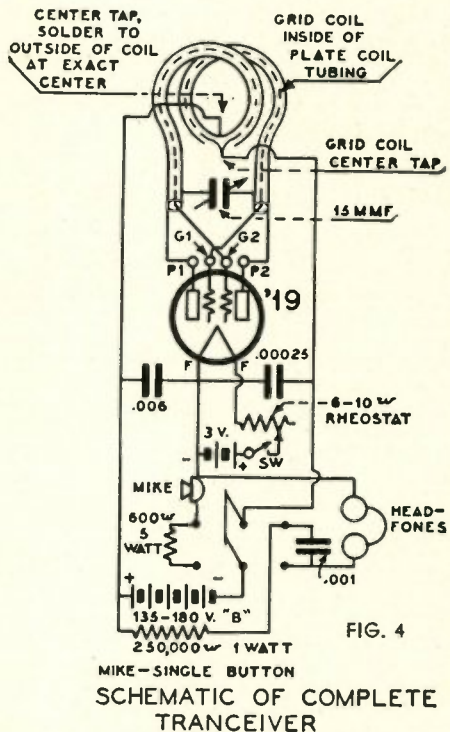 CENTER TAP,
SOLDER TO
OUTSIDE OF COIL
AT EXACT
CENTER
GRID COIL
INSIDE OF
PLATE COIL
TUBING
GRID COIL
CENTER TAP
15 MMF.
G1
G2
P1
P2
'19
F
F
.00025
.006
6-10 ω
RHEOSTAT
3 V.
- +
SW
MIKE
HEAD-
FONES
600 ω
5
WATT
.001
+ -
135-180 V. "B"
250,000 ω 1 WATT
FIG. 4
MIKE-SINGLE BUTTON
SCHEMATIC OF COMPLETE
TRANCEIVER